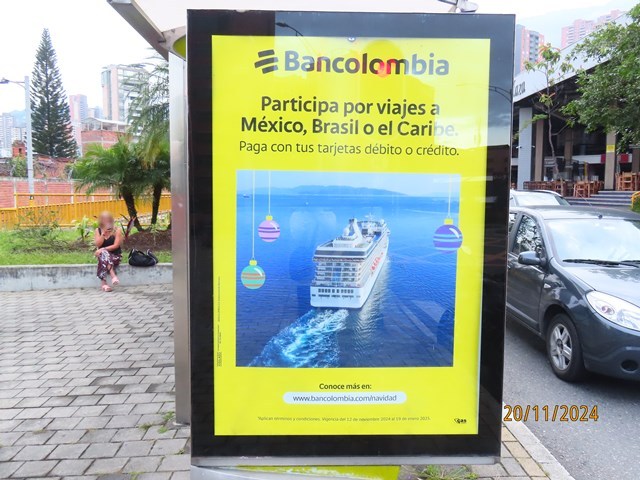 Bancolombia
Participa por viajes a
México, Brasil o el Caribe.
Paga con tus tarjetas débito o crédito.
Conoce más en:
www.bancolombia.com/navidad
20/11/2024